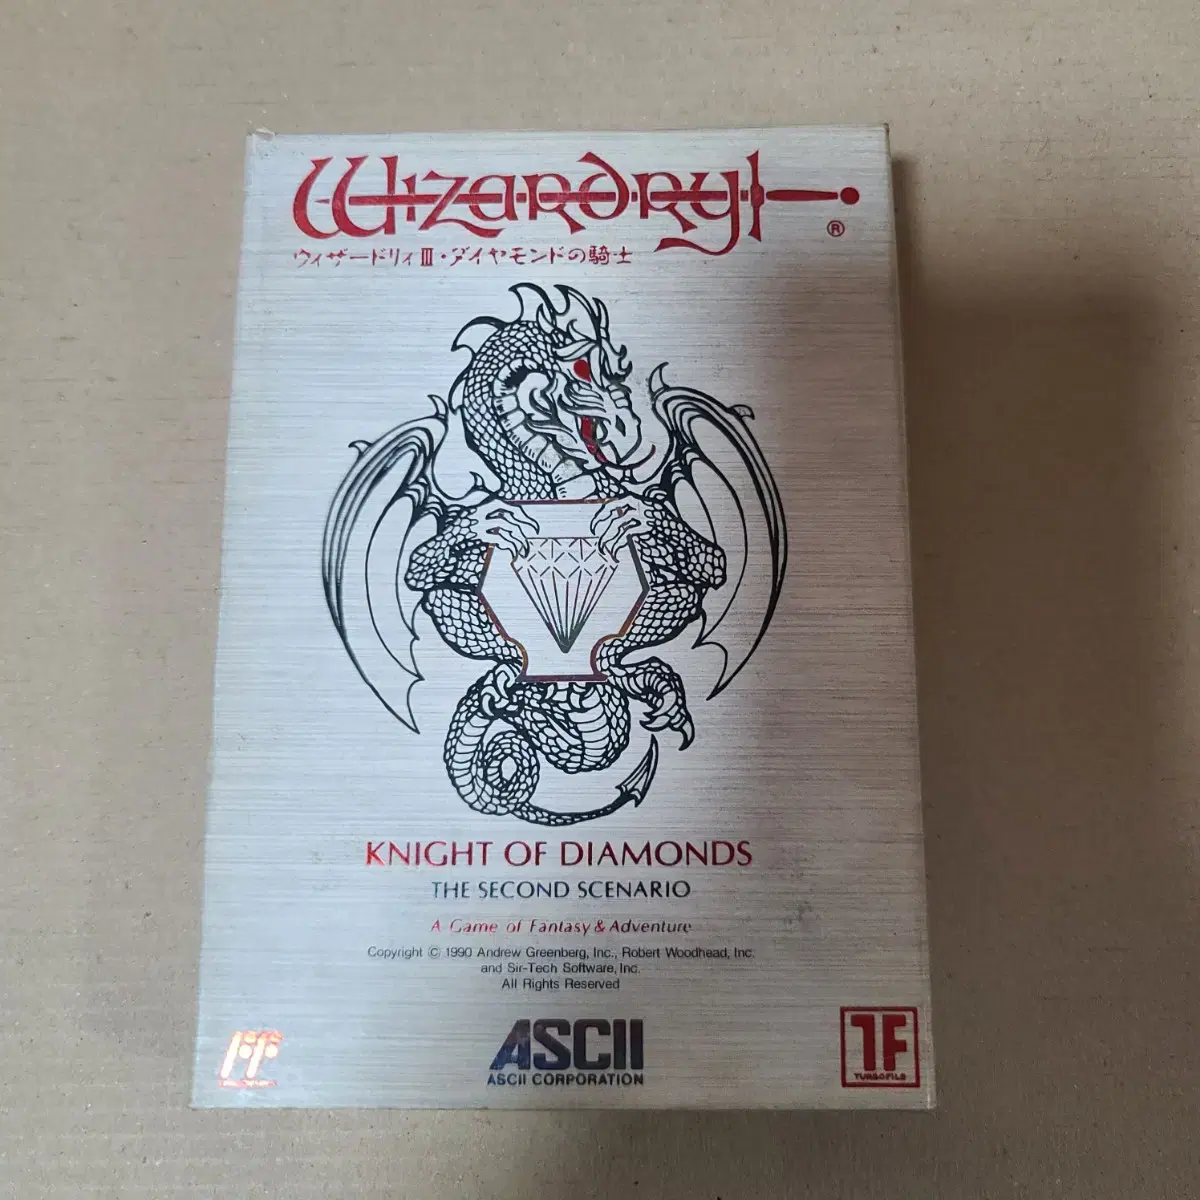 Wizardry®
ウィザードリィⅢ・ダイヤモンドの騎士
KNIGHT OF DIAMONDS
THE SECOND SCENARIO
A Game of Fantasy & Adventure
Copyright © 1990 Andrew Greenberg, Inc., Robert Woodhead, Inc.
and Sir-Tech Software, Inc.
All Rights Reserved
FF
ASCII
ASCII CORPORATION
TF
TURBOFILE